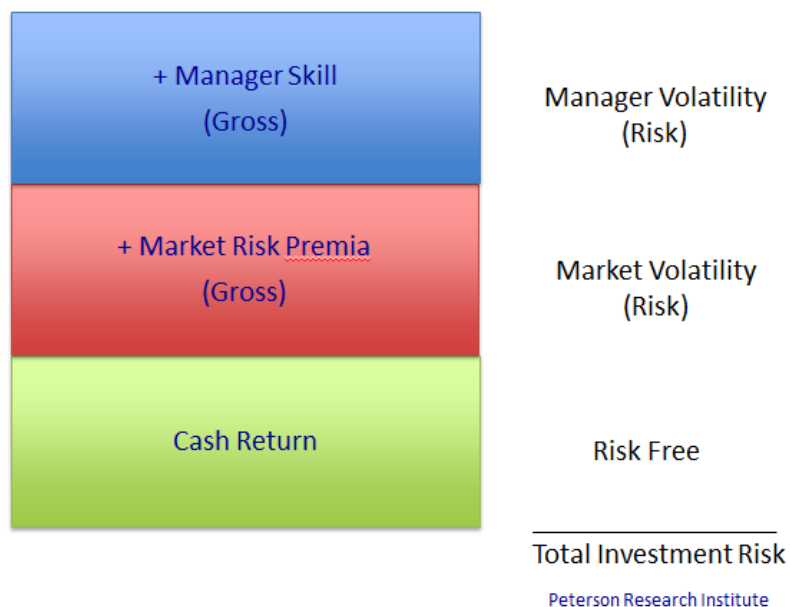 + Manager Skill
(Gross)
Manager Volatility
(Risk)
+ Market Risk Premia
(Gross)
Market Volatility
(Risk)
Cash Return
Risk Free
Total Investment Risk
Peterson Research Institute